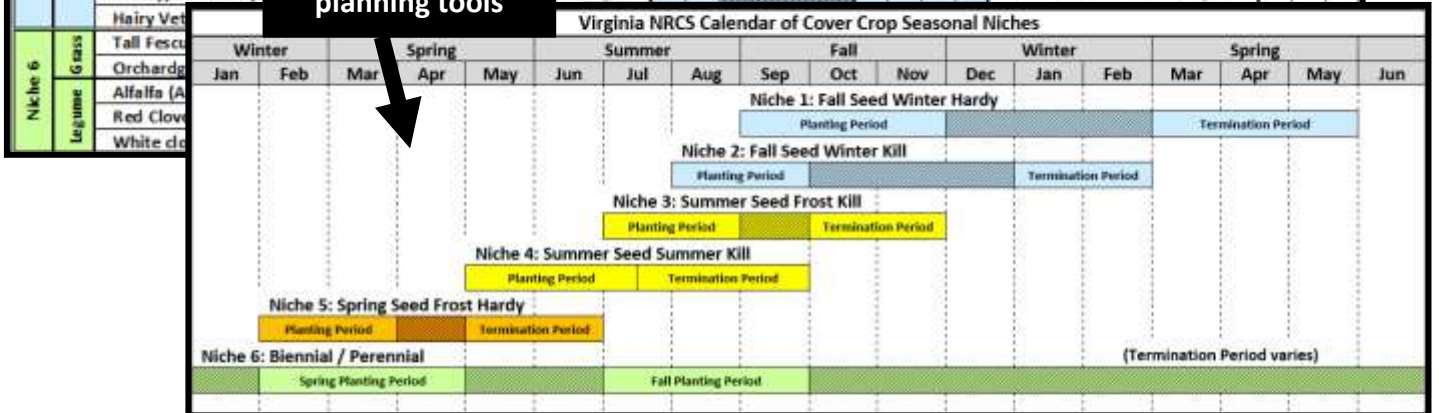 planning tools
Hairy Vet
Niche 6
Grass
Tall Fescu
Orchardg
Legume
Alfalfa (A
Red Clov
White clo
Virginia NRCS Calendar of Cover Crop Seasonal Niches
Winter Spring Summer Fall Winter Spring
Jan Feb Mar Apr May Jun Jul Aug Sep Oct Nov Dec Jan Feb Mar Apr May Jun
Niche 1: Fall Seed Winter Hardy
Planting Period Termination Period
Niche 2: Fall Seed Winter Kill
Planting Period Termination Period
Niche 3: Summer Seed Frost Kill
Planting Period Termination Period
Niche 4: Summer Seed Summer Kill
Planting Period Termination Period
Niche 5: Spring Seed Frost Hardy
Planting Period Termination Period
Niche 6: Biennial / Perennial (Termination Period varies)
Spring Planting Period Fall Planting Period